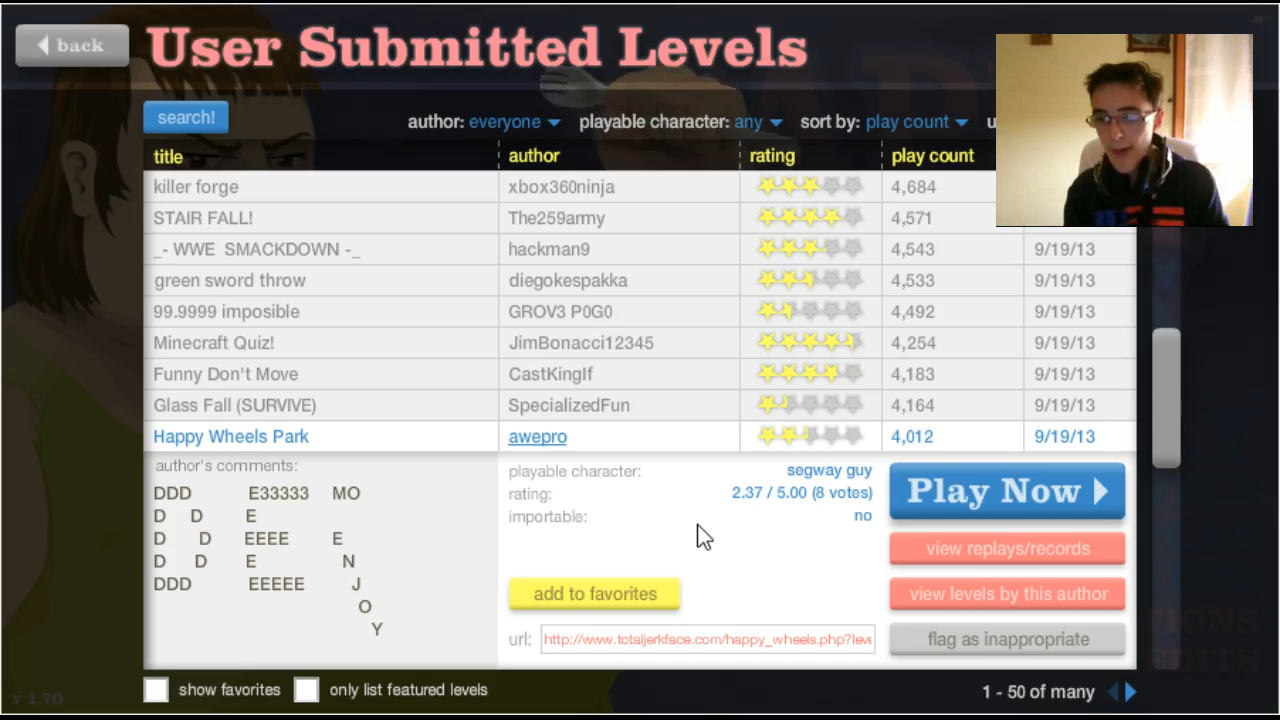 back
User Submitted Levels
search!
author: everyone playable character: any sort by: play count u
title author rating play count
killer forge xbox360ninja 4,684
STAIR FALL! The259army 4,571
_- WWE SMACKDOWN -_ hackman9 4,543 9/19/13
green sword throw diegokespakka 4,533 9/19/13
99.9999 imposible GROV3 P0G0 4,492 9/19/13
Minecraft Quiz! JimBonacci12345 4,254 9/19/13
Funny Don't Move CastKingIf 4,183 9/19/13
Glass Fall (SURVIVE) SpecializedFun 4,164 9/19/13
Happy Wheels Park awepro 4,012 9/19/13
author's comments:
DDD E33333 MO
D D E
D D EEEE E
D D E N
DDD EEEEE J
O
Y
playable character: segway guy
rating: 2.37 / 5.00 (8 votes)
importable: no
add to favorites
url: http://www.totaljerkface.com/happy_wheels.php?leve
Play Now
view replays/records
view levels by this author
flag as inappropriate
show favorites only list featured levels
1 - 50 of many
v 1.70